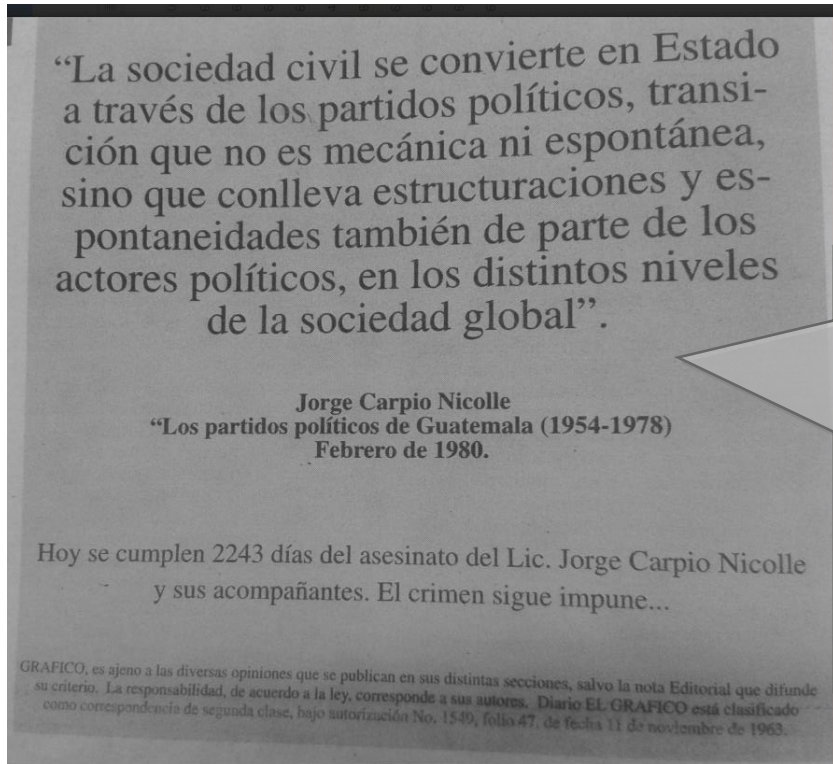 “La sociedad civil se convierte en Estado
a través de los partidos políticos, transi-
ción que no es mecánica ni espontánea,
sino que conlleva estructuraciones y es-
pontaneidades también de parte de los
actores políticos, en los distintos niveles
de la sociedad global”.
Jorge Carpio Nicolle
“Los partidos políticos de Guatemala (1954-1978)
Febrero de 1980.
Hoy se cumplen 2243 días del asesinato del Lic. Jorge Carpio Nicolle
y sus acompañantes. El crimen sigue impune...
GRAFICO, es ajeno a las diversas opiniones que se publican en sus distintas secciones, salvo la nota Editorial que difunde
su criterio. La responsabilidad, de acuerdo a la ley, corresponde a sus autores. Diario EL GRAFICO está clasificado
como correspondencia de segunda clase, bajo autorización No. 1549, folio 47, de fecha 11 de noviembre de 1963.